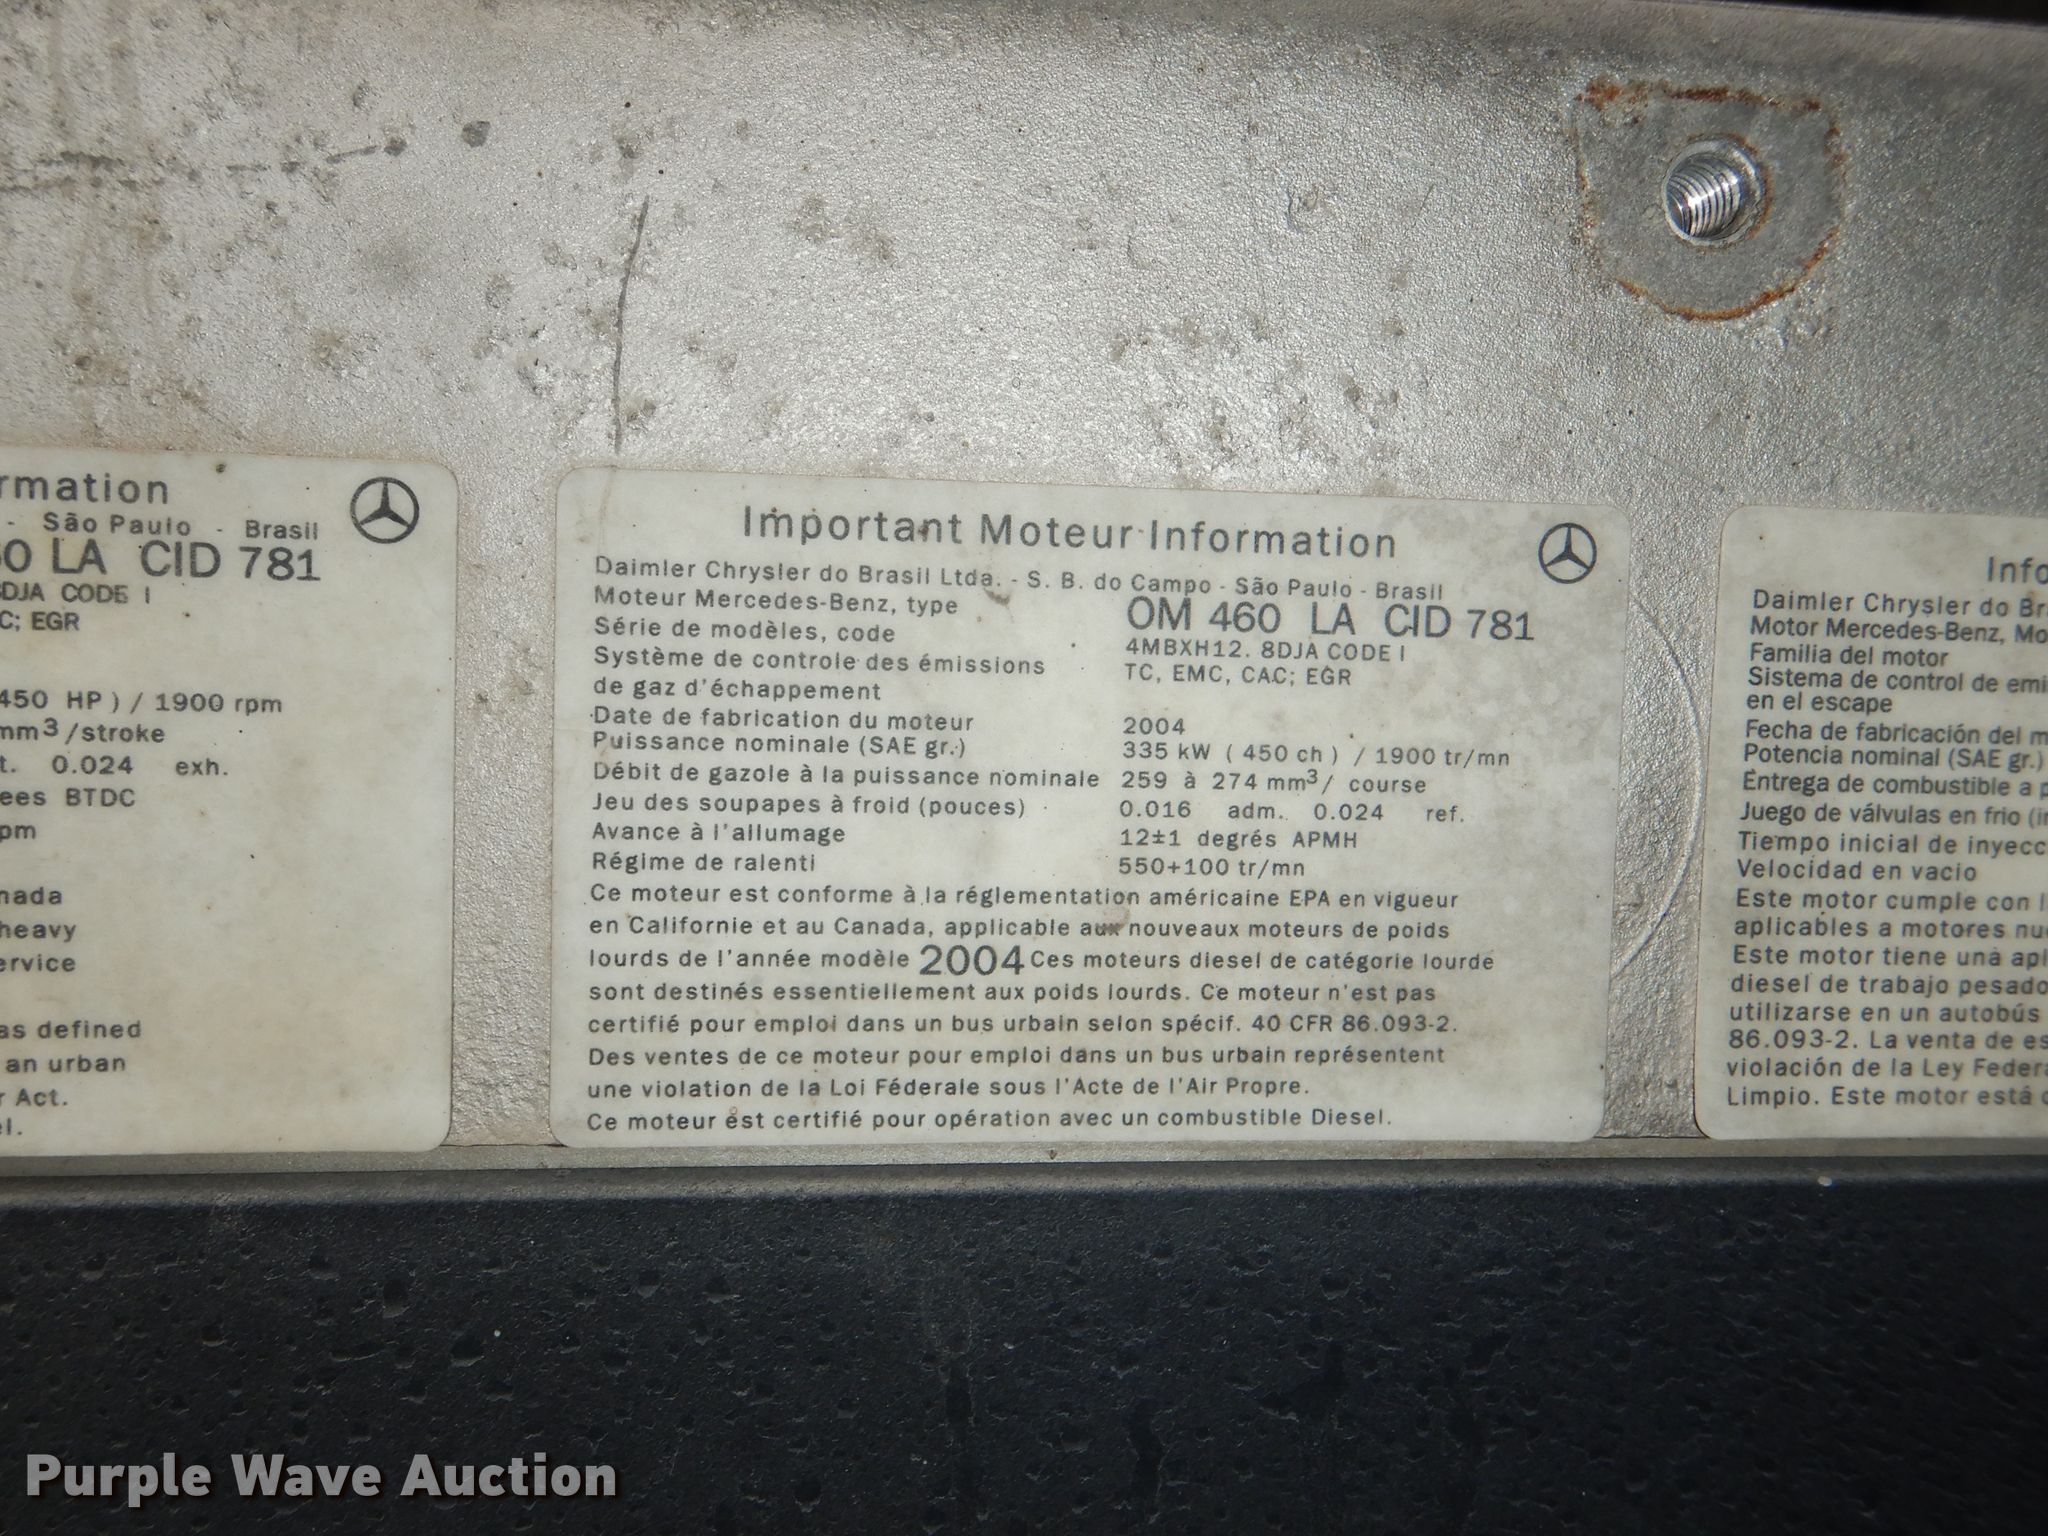 rmation
- São Paulo - Brasil
60 LA CID 781
8DJA CODE I
C; EGR
450 HP ) / 1900 rpm
mm3/stroke
t. 0.024 exh.
ees BTDC
pm
nada
heavy
ervice
as defined
an urban
r Act.
el.
Important Moteur Information
Daimler Chrysler do Brasil Ltda. - S. B. do Campo - São Paulo - Brasil
Moteur Mercedes-Benz, type OM 460 LA CID 781
Série de modèles, code 4MBXH12. 8DJA CODE I
Système de controle des émissions TC, EMC, CAC; EGR
de gaz d'échappement
Date de fabrication du moteur 2004
Puissance nominale (SAE gr.) 335 kW ( 450 ch ) / 1900 tr/mn
Débit de gazole à la puissance nominale 259 à 274 mm3/ course
Jeu des soupapes à froid (pouces) 0.016 adm. 0.024 ref.
Avance à l'allumage 12±1 degrés APMH
Régime de ralenti 550+100 tr/mn
Ce moteur est conforme à la réglementation américaine EPA en vigueur
en Californie et au Canada, applicable aux nouveaux moteurs de poids
lourds de l'année modèle 2004 Ces moteurs diesel de catégorie lourde
sont destinés essentiellement aux poids lourds. Ce moteur n'est pas
certifié pour emploi dans un bus urbain selon spécif. 40 CFR 86.093-2.
Des ventes de ce moteur pour emploi dans un bus urbain représentent
une violation de la Loi Féderale sous l'Acte de l'Air Propre.
Ce moteur est certifié pour opération avec un combustible Diesel.
Info
Daimler Chrysler do Br
Motor Mercedes-Benz, Mo
Familia del motor
Sistema de control de emi
en el escape
Fecha de fabricación del m
Potencia nominal (SAE gr.)
Entrega de combustible a p
Juego de válvulas en frio (i
Tiempo inicial de inyecc
Velocidad en vacio
Este motor cumple con l
aplicables a motores nu
Este motor tiene una apl
diesel de trabajo pesado
utilizarse en un autobús
86.093-2. La venta de es
violación de la Ley Federa
Limpio. Este motor está c
Purple Wave Auction